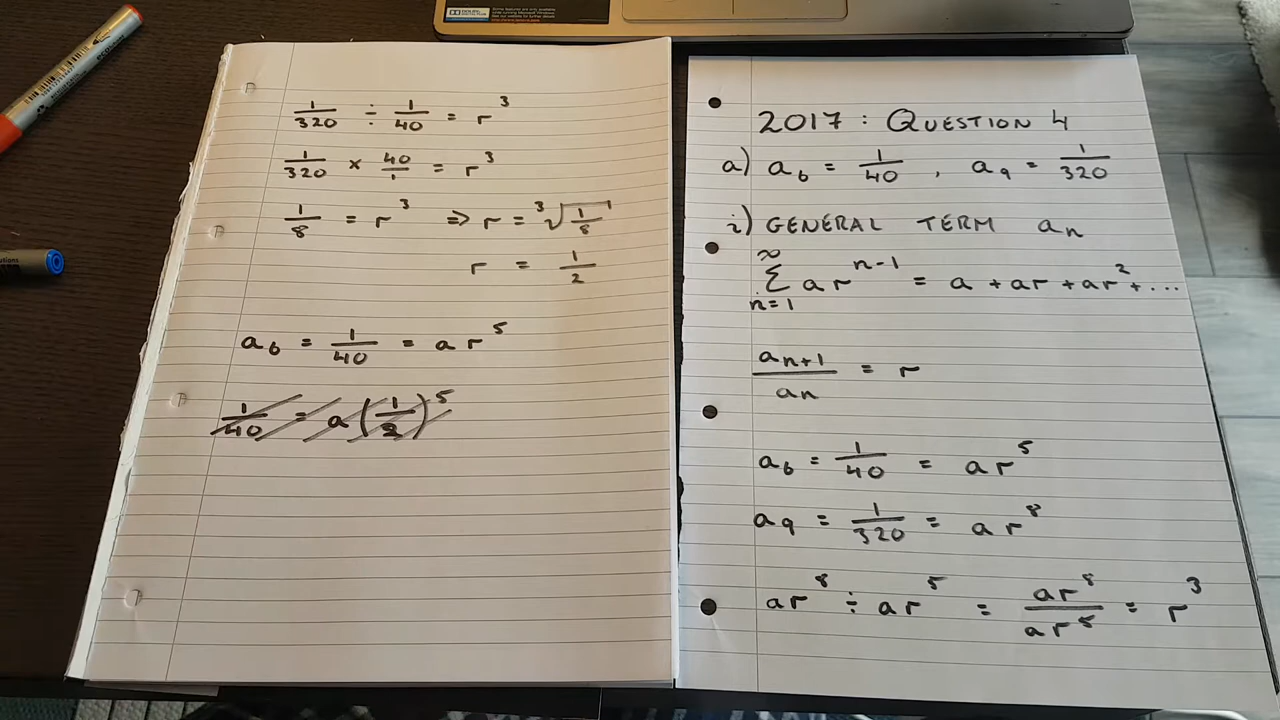 2017 : QUESTION 4
a) a₆ = 1/40 , a₉ = 1/320
i) GENERAL TERM aₙ
∞ Σ n=1 ar^(n-1) = a + ar + ar² + ...
aₙ₊₁/aₙ = r
a₆ = 1/40 = ar⁵
a₉ = 1/320 = ar⁸
ar⁸ ÷ ar⁵ = ar⁸/ar⁵ = r³
1/320 ÷ 1/40 = r³
1/320 × 40/1 = r³
1/8 = r³ => r = ³√(1/8)
r = 1/2
a₆ = 1/40 = ar⁵
1/40 = a(1/2)⁵